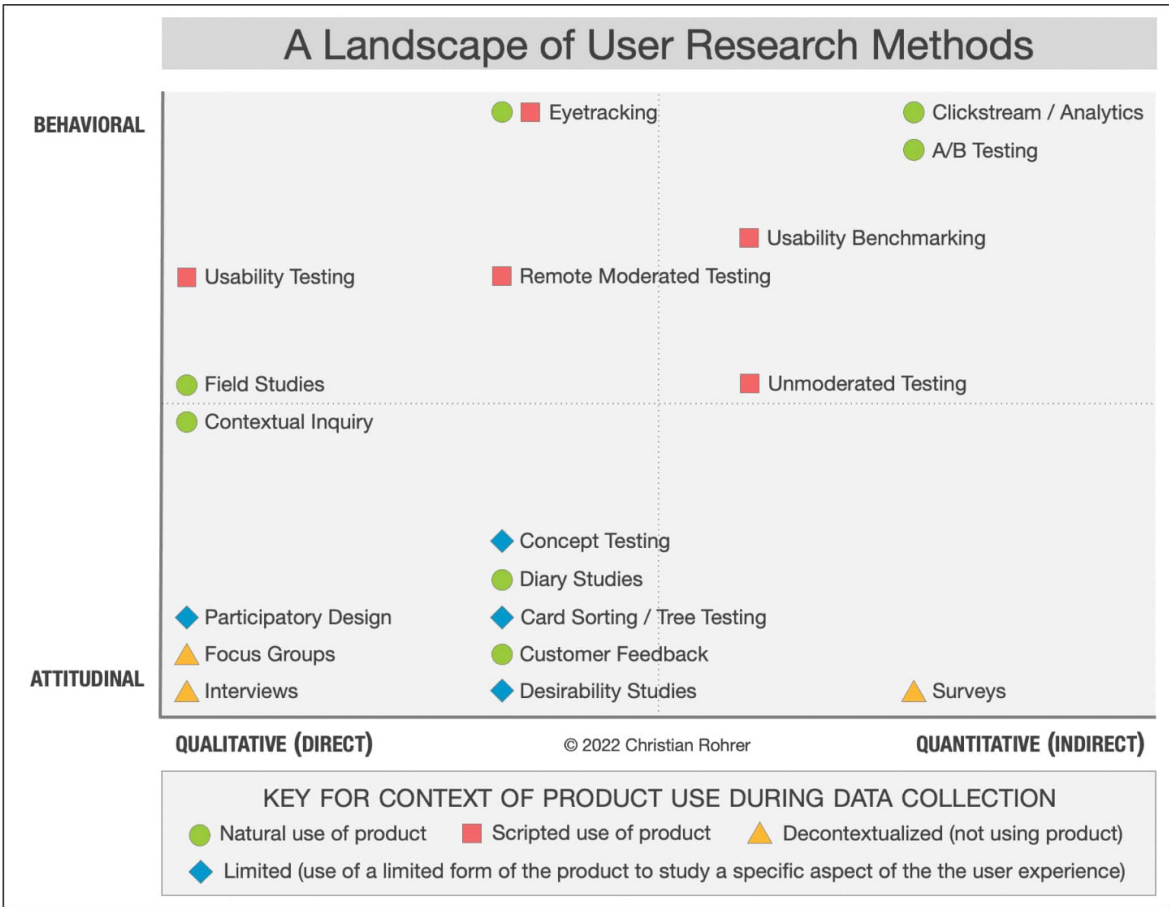 A Landscape of User Research Methods
BEHAVIORAL
Eyetracking
Clickstream / Analytics
A/B Testing
Usability Benchmarking
Usability Testing
Remote Moderated Testing
Field Studies
Unmoderated Testing
Contextual Inquiry
Concept Testing
Diary Studies
Participatory Design
Card Sorting / Tree Testing
Focus Groups
Customer Feedback
ATTITUDINAL
Interviews
Desirability Studies
Surveys
QUALITATIVE (DIRECT)
© 2022 Christian Rohrer
QUANTITATIVE (INDIRECT)
KEY FOR CONTEXT OF PRODUCT USE DURING DATA COLLECTION
Natural use of product
Scripted use of product
Decontextualized (not using product)
Limited (use of a limited form of the product to study a specific aspect of the the user experience)